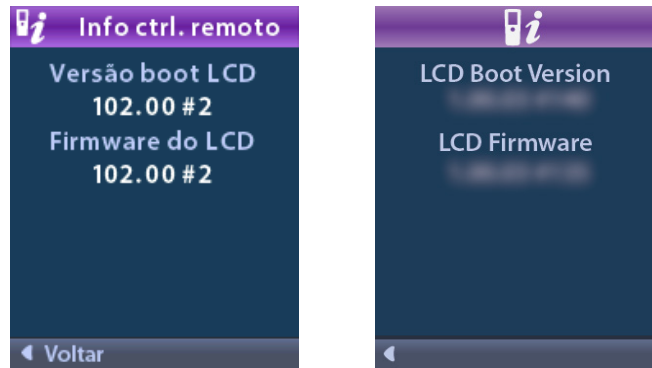 Info ctrl. remoto
Versão boot LCD
102.00 #2
Firmware do LCD
102.00 #2
Voltar
LCD Boot Version
LCD Firmware